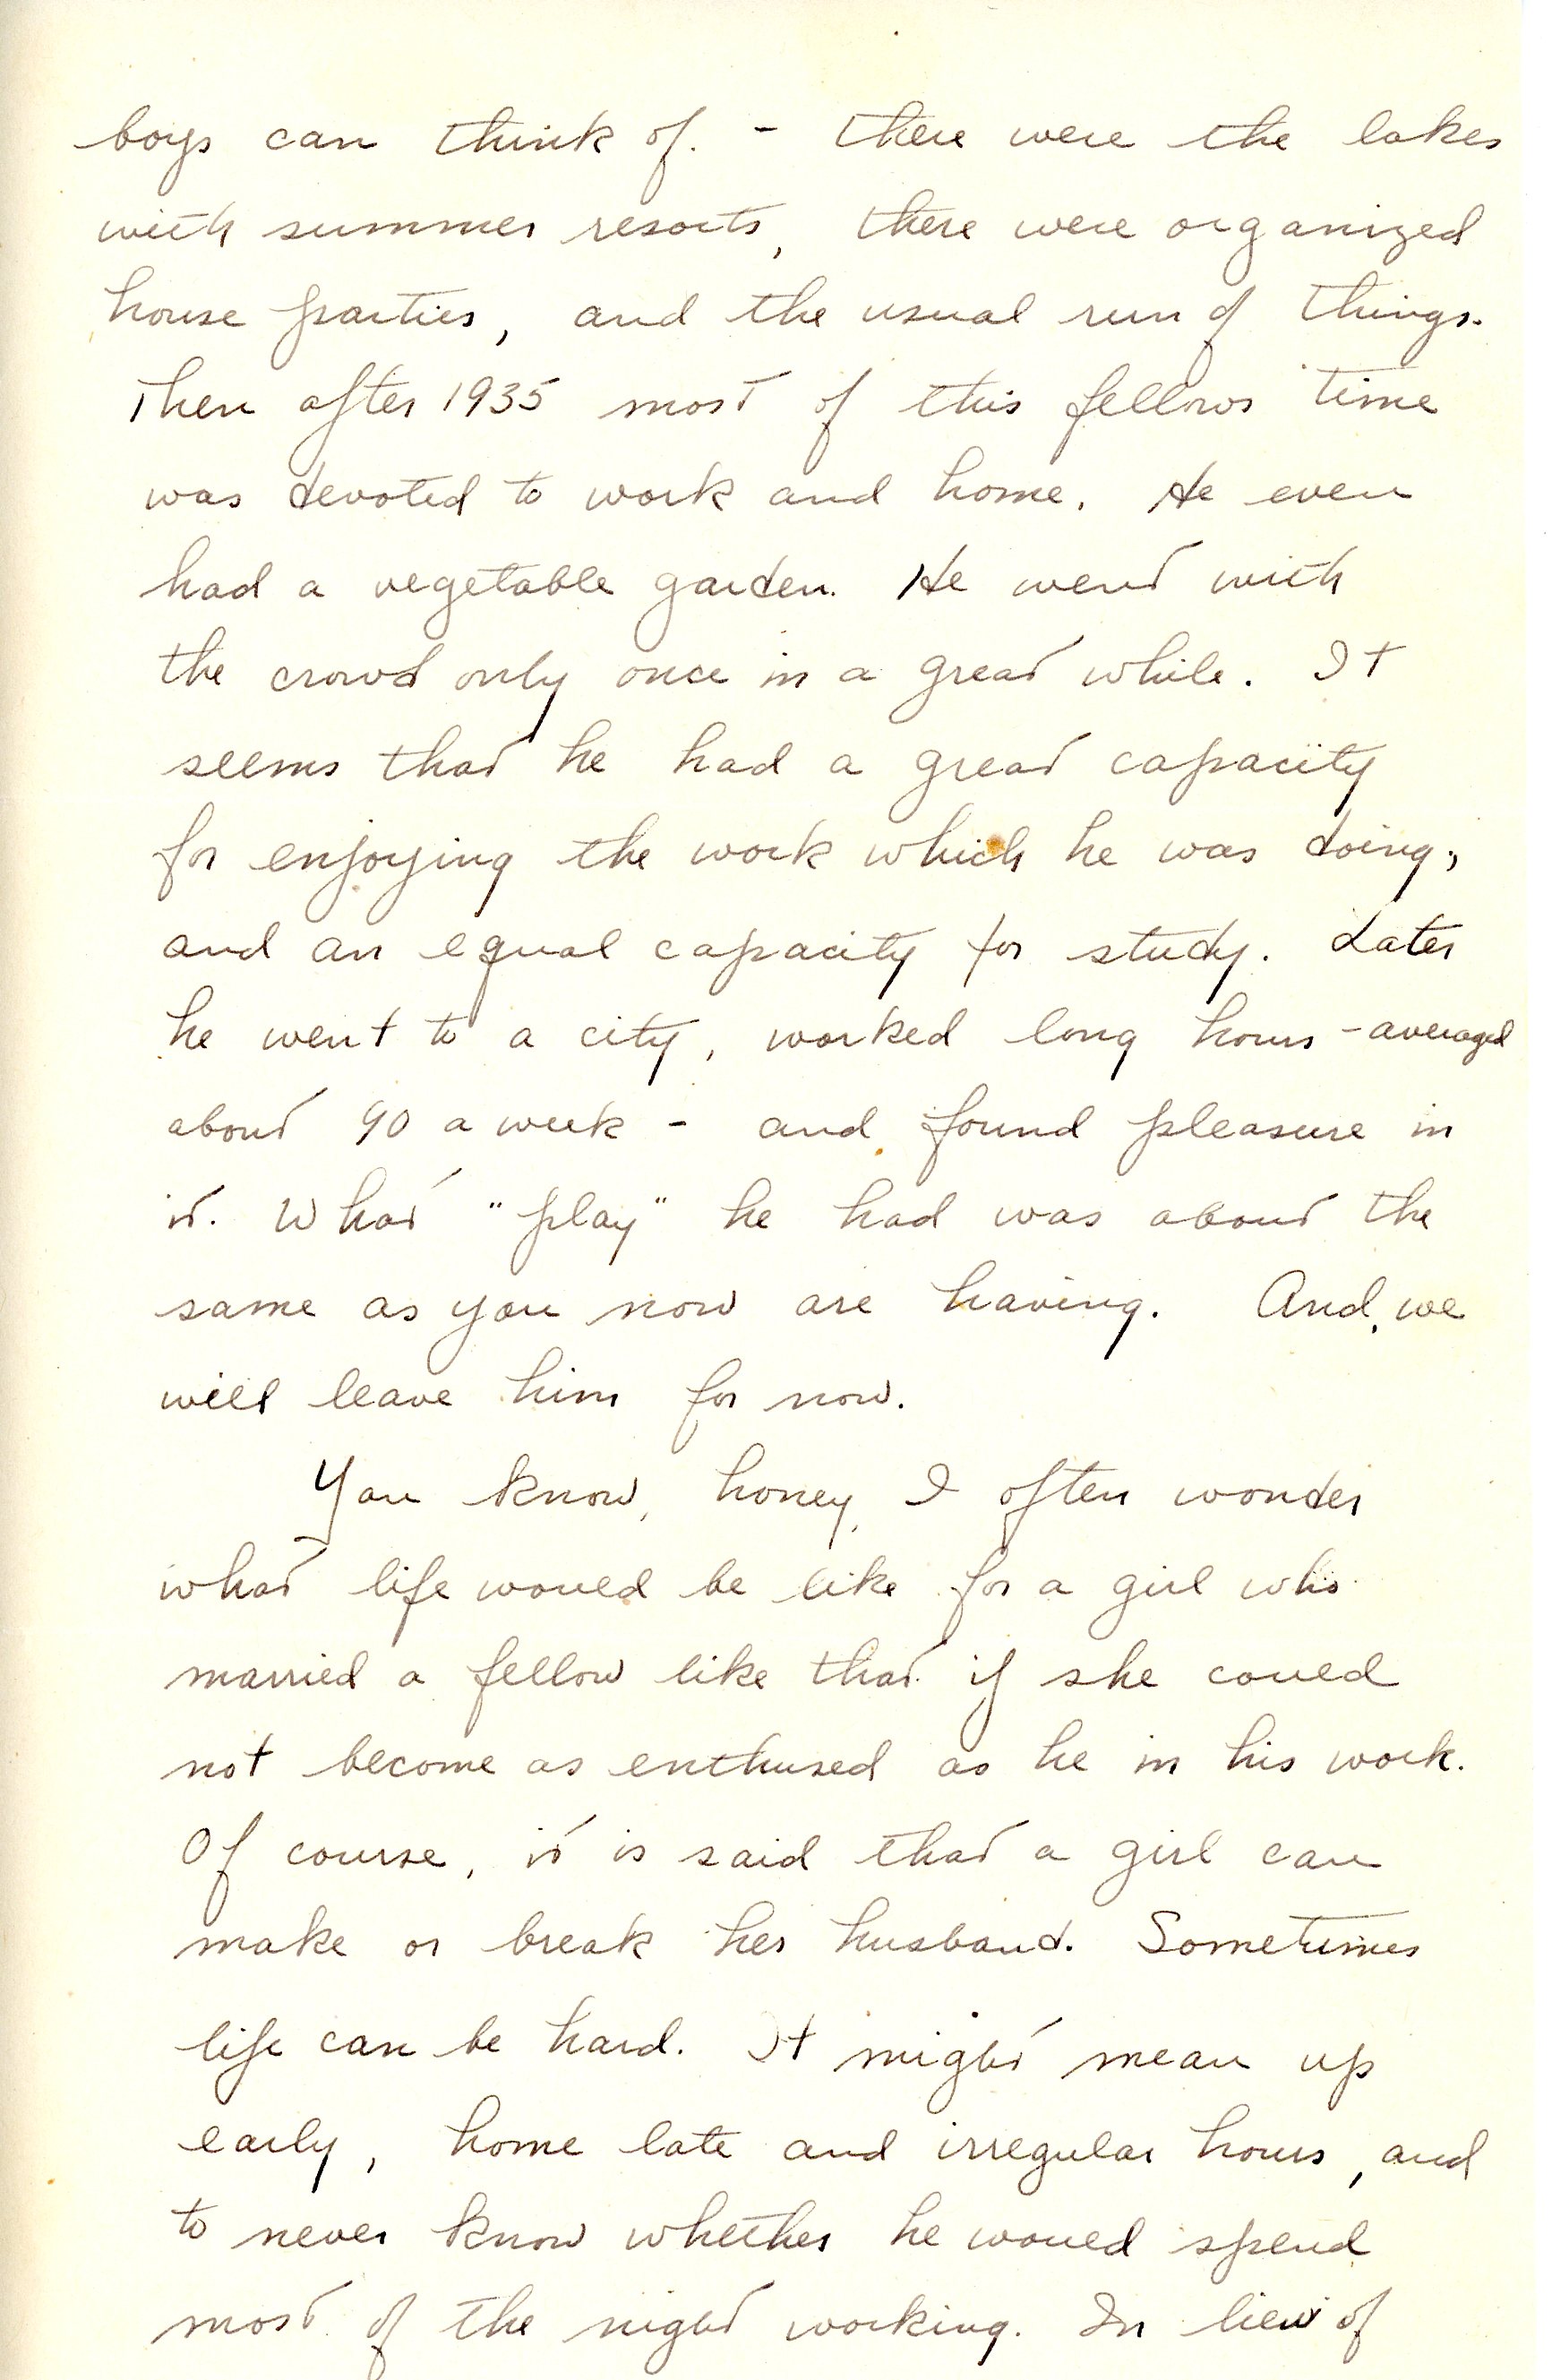 boys can think of. - there were the lakes
with summer resorts, there were organized
house parties, and the usual run of things.
Then after 1935 most of this fellows time
was devoted to work and home. He even
had a vegetable garden. He went with
the crowd only once in a great while. It
seems that he had a great capacity
for enjoying the work which he was doing,
and an equal capacity for study. Later
he went to a city, worked long hours - averaged
about 90 a week - and found pleasure in
it. What "play" he had was about the
same as you now are having. And, we
will leave him for now.
You know, honey, I often wonder
what life would be like for a girl who
married a fellow like that if she could
not become as enthused as he in his work.
Of course, it is said that a girl can
make or break her husband. Sometimes
life can be hard. It might mean up
early, home late and irregular hours, and
to never know whether he would spend
most of the night working. In lieu of